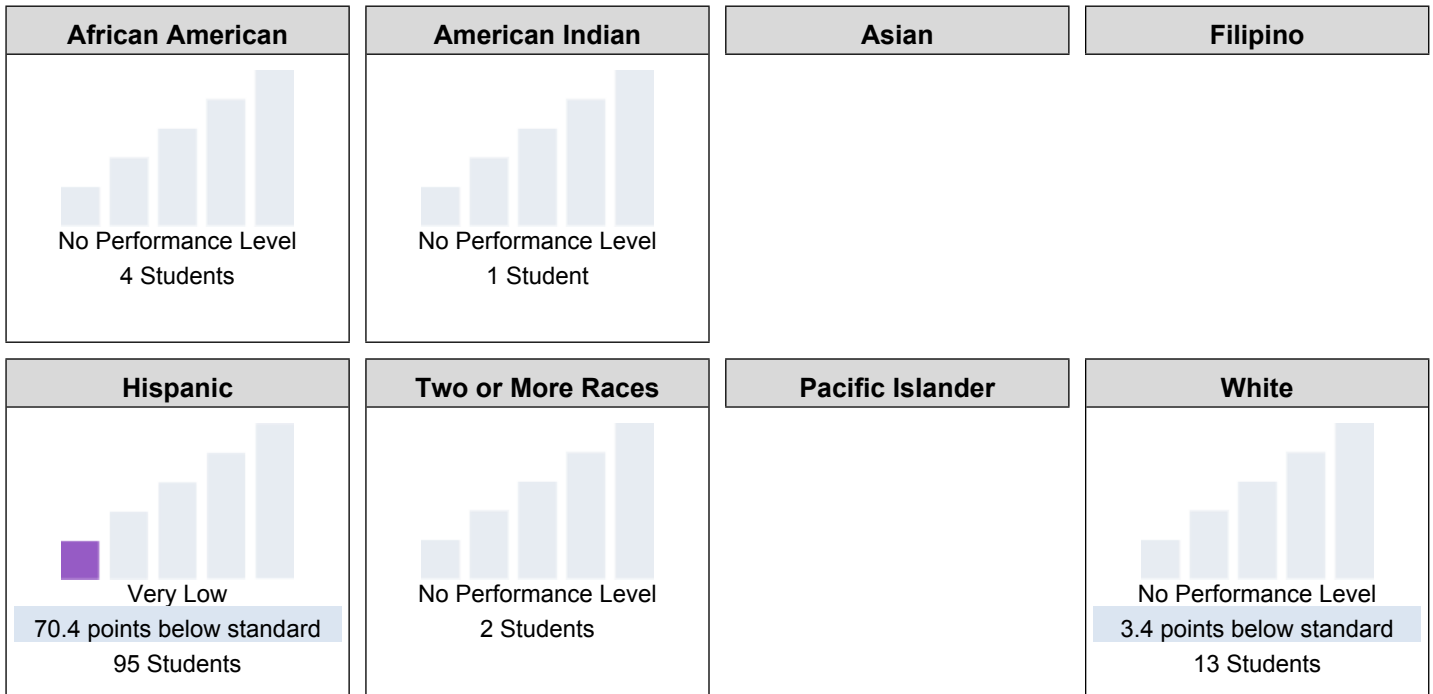 African American
No Performance Level
4 Students
American Indian
No Performance Level
1 Student
Asian
Filipino
Hispanic
Very Low
70.4 points below standard
95 Students
Two or More Races
No Performance Level
2 Students
Pacific Islander
White
No Performance Level
3.4 points below standard
13 Students